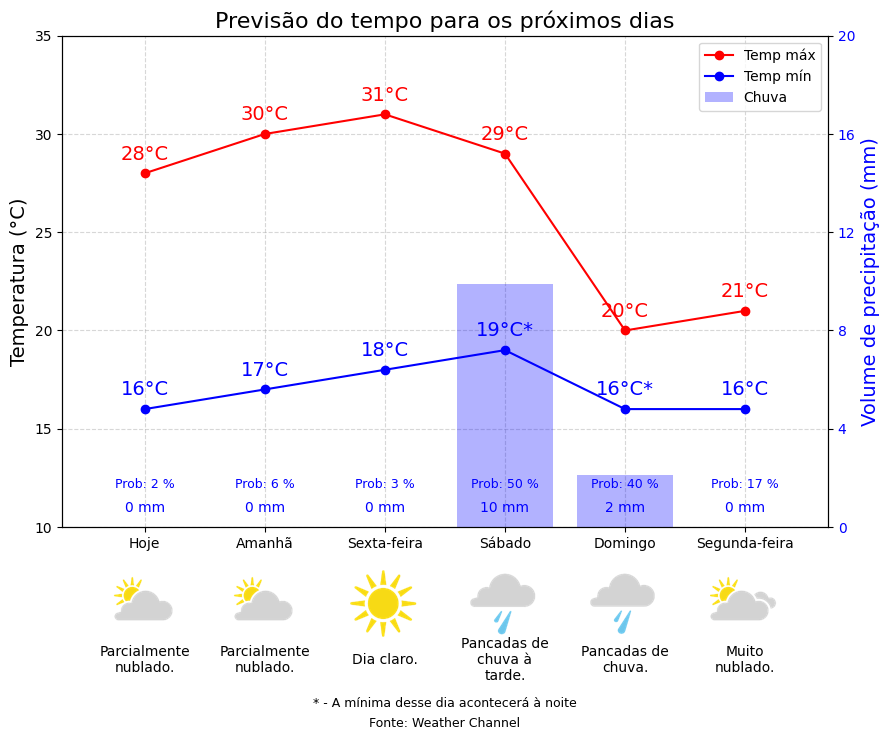 Previsão do tempo para os próximos dias
Temperatura (°C)
Volume de precipitação (mm)
35
30
25
20
15
10
20
16
12
8
4
0
Temp máx
Temp mín
Chuva
28°C
30°C
31°C
29°C
20°C
21°C
16°C
17°C
18°C
19°C*
16°C*
16°C
Prob: 2 %
Prob: 6 %
Prob: 3 %
Prob: 50 %
Prob: 40 %
Prob: 17 %
0 mm
0 mm
0 mm
10 mm
2 mm
0 mm
Hoje
Amanhã
Sexta-feira
Sábado
Domingo
Segunda-feira
Parcialmente
nublado.
Parcialmente
nublado.
Dia claro.
Pancadas de
chuva à
tarde.
Pancadas de
chuva.
Muito
nublado.
* - A mínima desse dia acontecerá à noite
Fonte: Weather Channel